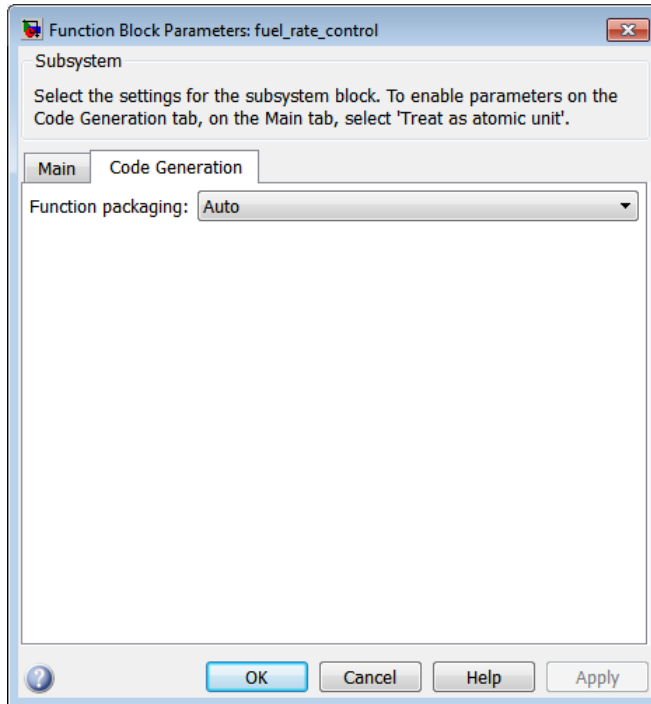 Function Block Parameters: fuel_rate_control
Subsystem
Select the settings for the subsystem block. To enable parameters on the
Code Generation tab, on the Main tab, select 'Treat as atomic unit'.
Main Code Generation
Function packaging: Auto
OK Cancel Help Apply